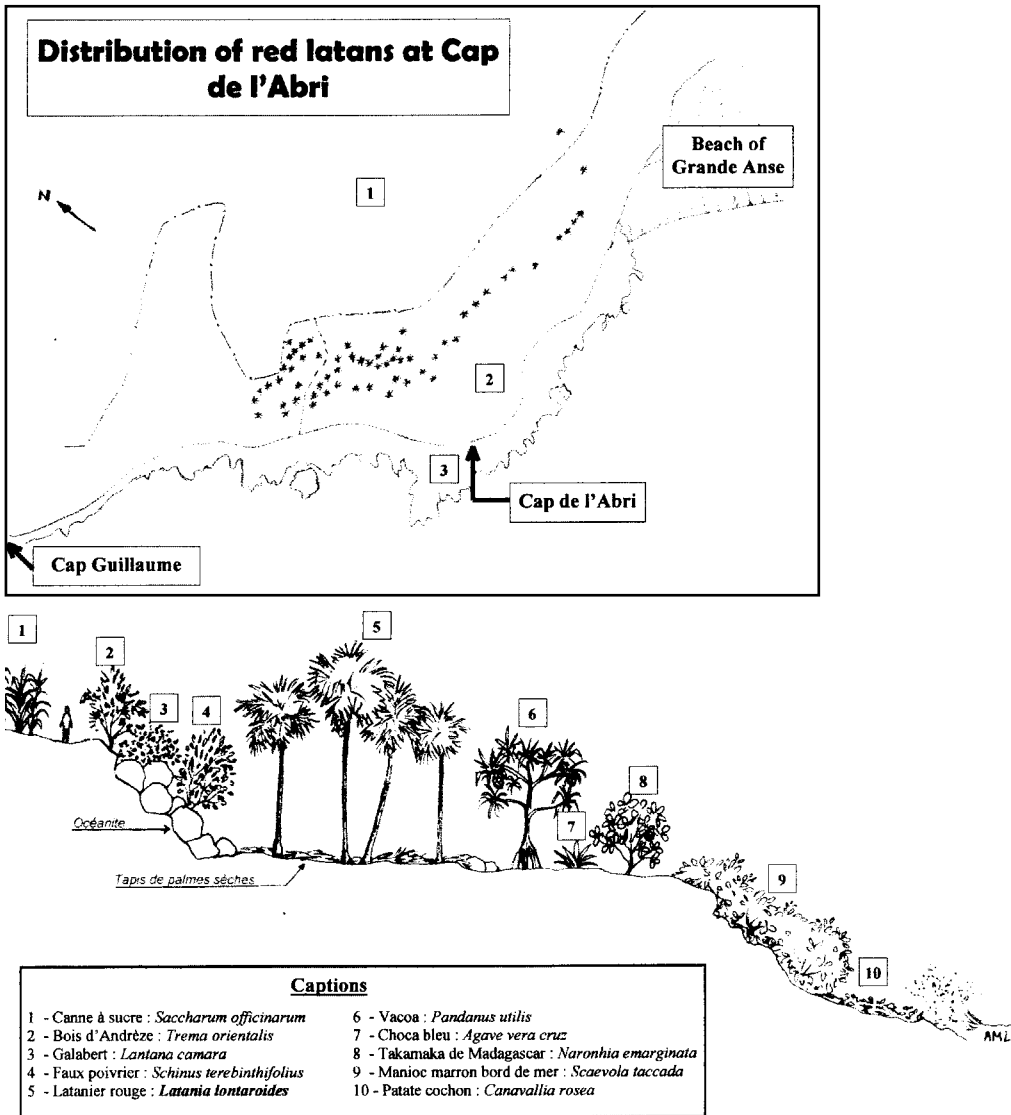 Distribution of red latans at Cap
de l'Abri
Beach of
Grande Anse
N
1
2
3
Cap de l'Abri
Cap Guillaume
1
2
3
4
5
6
7
8
9
10
Océanite
Tapis de palmes sèches
AML
Captions
1 - Canne à sucre : Saccharum officinarum
2 - Bois d'Andrèze : Trema orientalis
3 - Galabert : Lantana camara
4 - Faux poivrier : Schinus terebinthifolius
5 - Latanier rouge : Latania lontaroides
6 - Vacoa : Pandanus utilis
7 - Choca bleu : Agave vera cruz
8 - Takamaka de Madagascar : Naronhia emarginata
9 - Manioc marron bord de mer : Scaevola taccada
10 - Patate cochon : Canavallia rosea